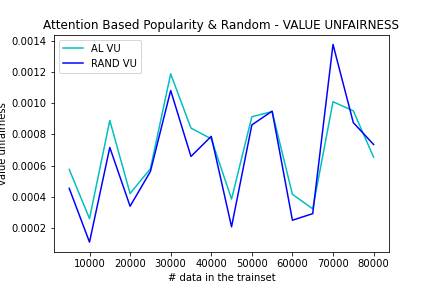 Attention Based Popularity & Random - VALUE UNFAIRNESS
AL VU
RAND VU
0.0014
0.0012
0.0010
0.0008
0.0006
0.0004
0.0002
value unfairness
10000 20000 30000 40000 50000 60000 70000 80000
# data in the trainset